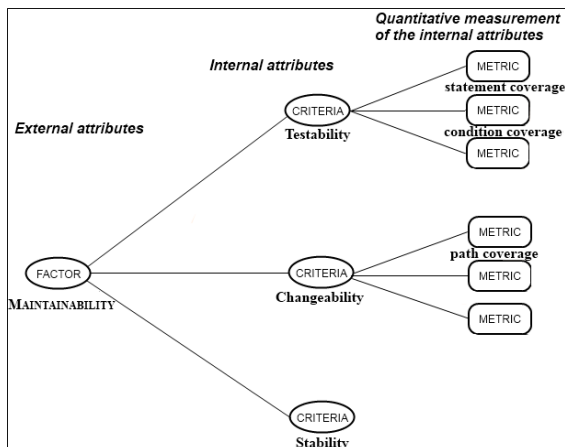 Quantitative measurement
of the internal attributes
Internal attributes
METRIC
statement coverage
External attributes
CRITERIA
Testability
METRIC
condition coverage
METRIC
METRIC
path coverage
FACTOR
MAINTAINABILITY
CRITERIA
Changeability
METRIC
METRIC
CRITERIA
Stability